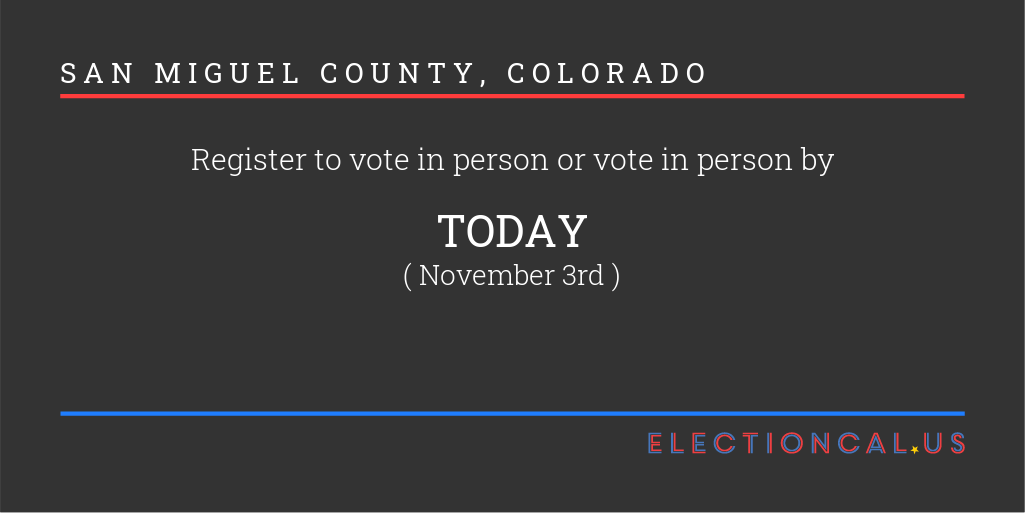 SAN MIGUEL COUNTY, COLORADO
Register to vote in person or vote in person by
TODAY
( November 3rd )
ELECTIONCAL.US